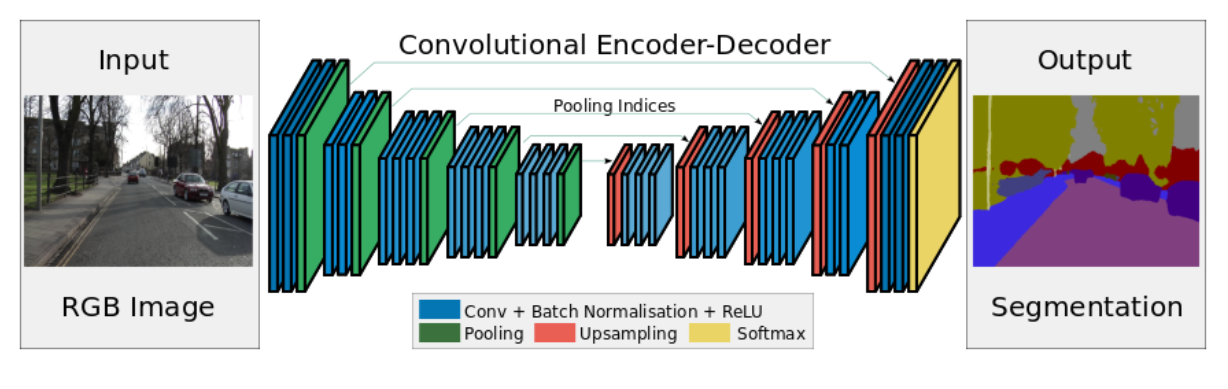 Input
RGB Image
Convolutional Encoder-Decoder
Pooling Indices
Conv + Batch Normalisation + ReLU
Pooling Upsampling Softmax
Output
Segmentation